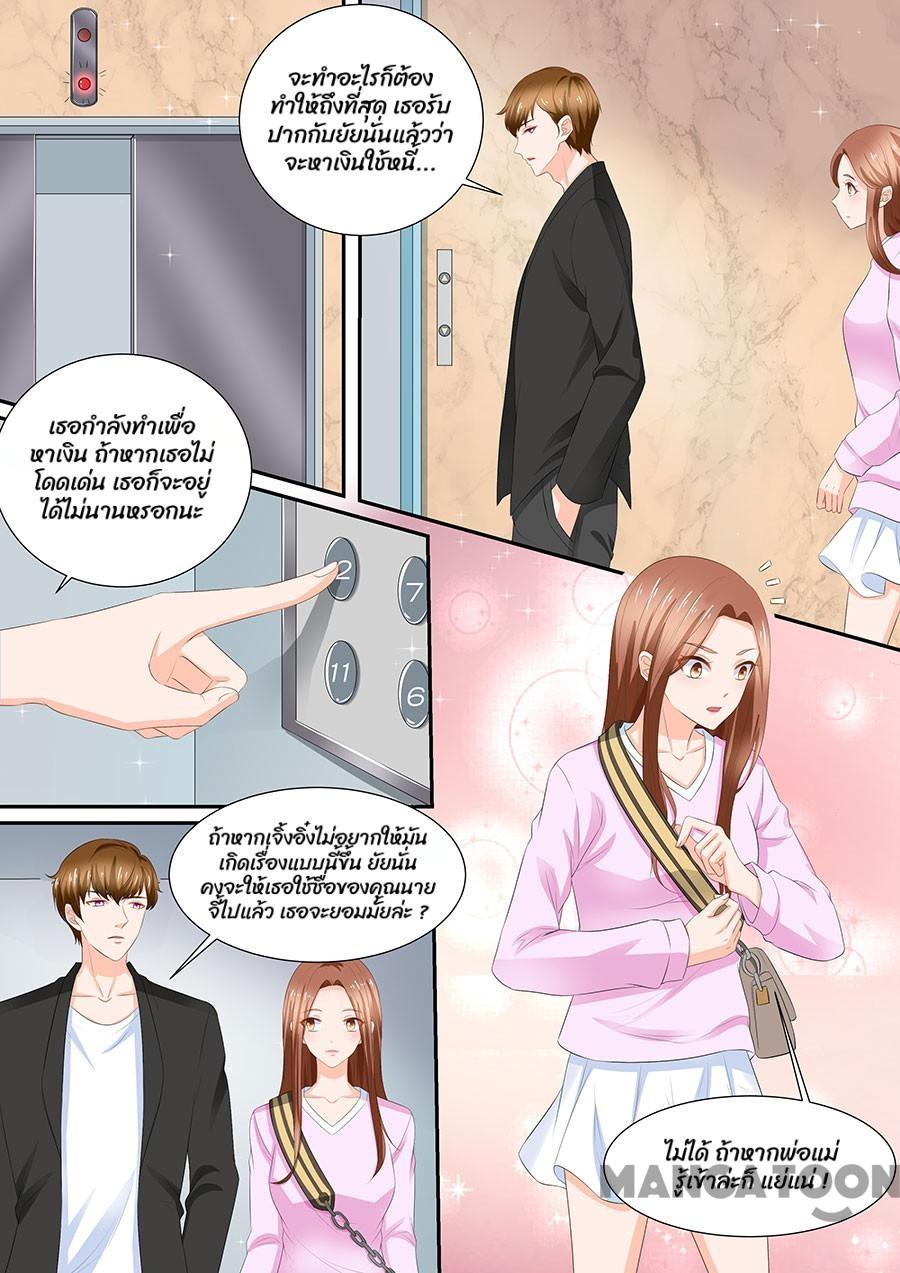 จะทำอะไรก็ต้อง
ทำให้ถึงที่สุด เธอรับ
ปากกับยัยนั่นแล้วว่า
จะหาเงินใช้หนี้...
เธอกำลังทำเพื่อ
หาเงิน ถ้าหากเธอไม่
โดดเด่น เธอก็จะอยู่
ได้ไม่นานหรอกนะ
2
7
11
6
ถ้าหากเจิ้งอี๋ไม่อยากให้มัน
เกิดเรื่องแบบนี้ขึ้น ยัยนั่น
คงจะให้เธอใช้ชื่อของคุณนาย
จี้ไปแล้ว เธอจะยอมมั้ยล่ะ ?
ไม่ได้ ถ้าหากพ่อแม่
รู้เข้าล่ะก็ แย่แน่ !
MANGATOON